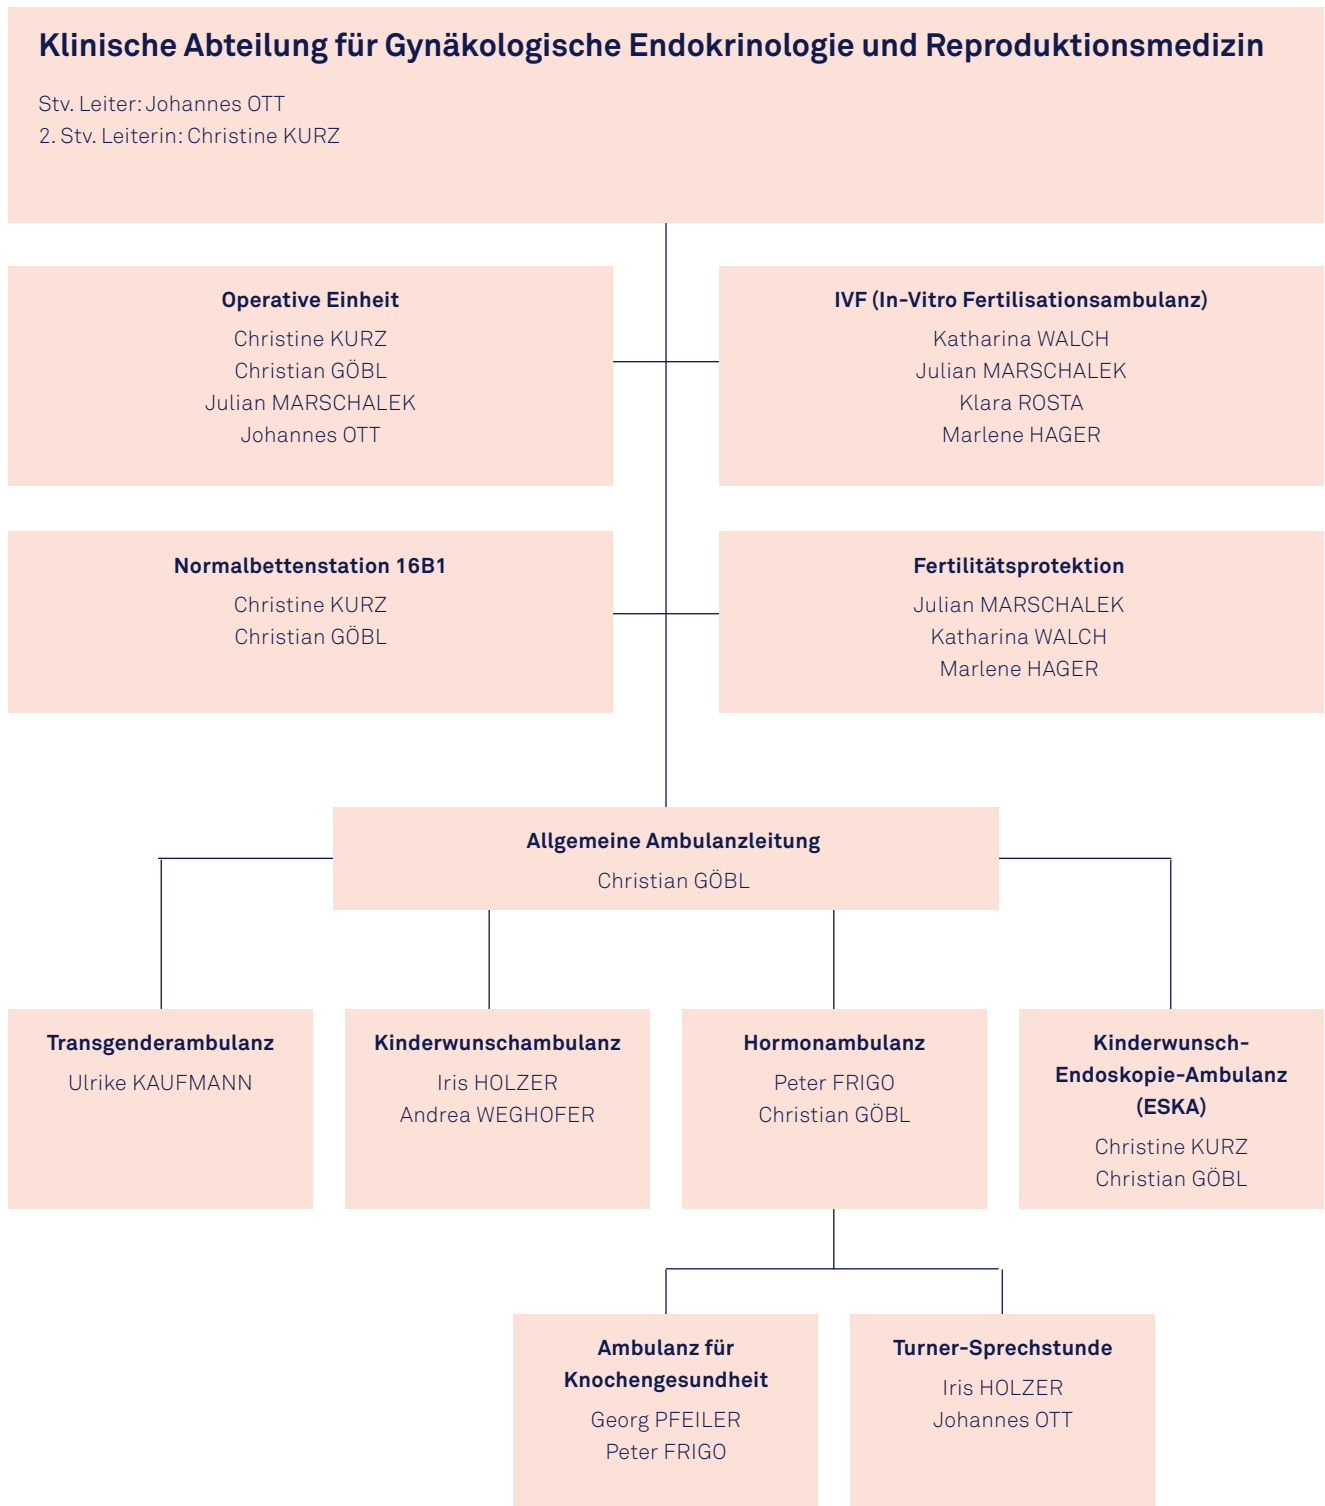 Klinische Abteilung für Gynäkologische Endokrinologie und Reproduktionsmedizin
Stv. Leiter: Johannes OTT
2. Stv. Leiterin: Christine KURZ
Operative Einheit
Christine KURZ
Christian GÖBL
Julian MARSCHALEK
Johannes OTT
IVF (In-Vitro Fertilisationsambulanz)
Katharina WALCH
Julian MARSCHALEK
Klara ROSTA
Marlene HAGER
Normalbettenstation 16B1
Christine KURZ
Christian GÖBL
Fertilitätsprotektion
Julian MARSCHALEK
Katharina WALCH
Marlene HAGER
Allgemeine Ambulanzleitung
Christian GÖBL
Transgenderambulanz
Ulrike KAUFMANN
Kinderwunschambulanz
Iris HOLZER
Andrea WEGHOFER
Hormonambulanz
Peter FRIGO
Christian GÖBL
Kinderwunsch-
Endoskopie-Ambulanz
(ESKA)
Christine KURZ
Christian GÖBL
Ambulanz für
Knochengesundheit
Georg PFEILER
Peter FRIGO
Turner-Sprechstunde
Iris HOLZER
Johannes OTT